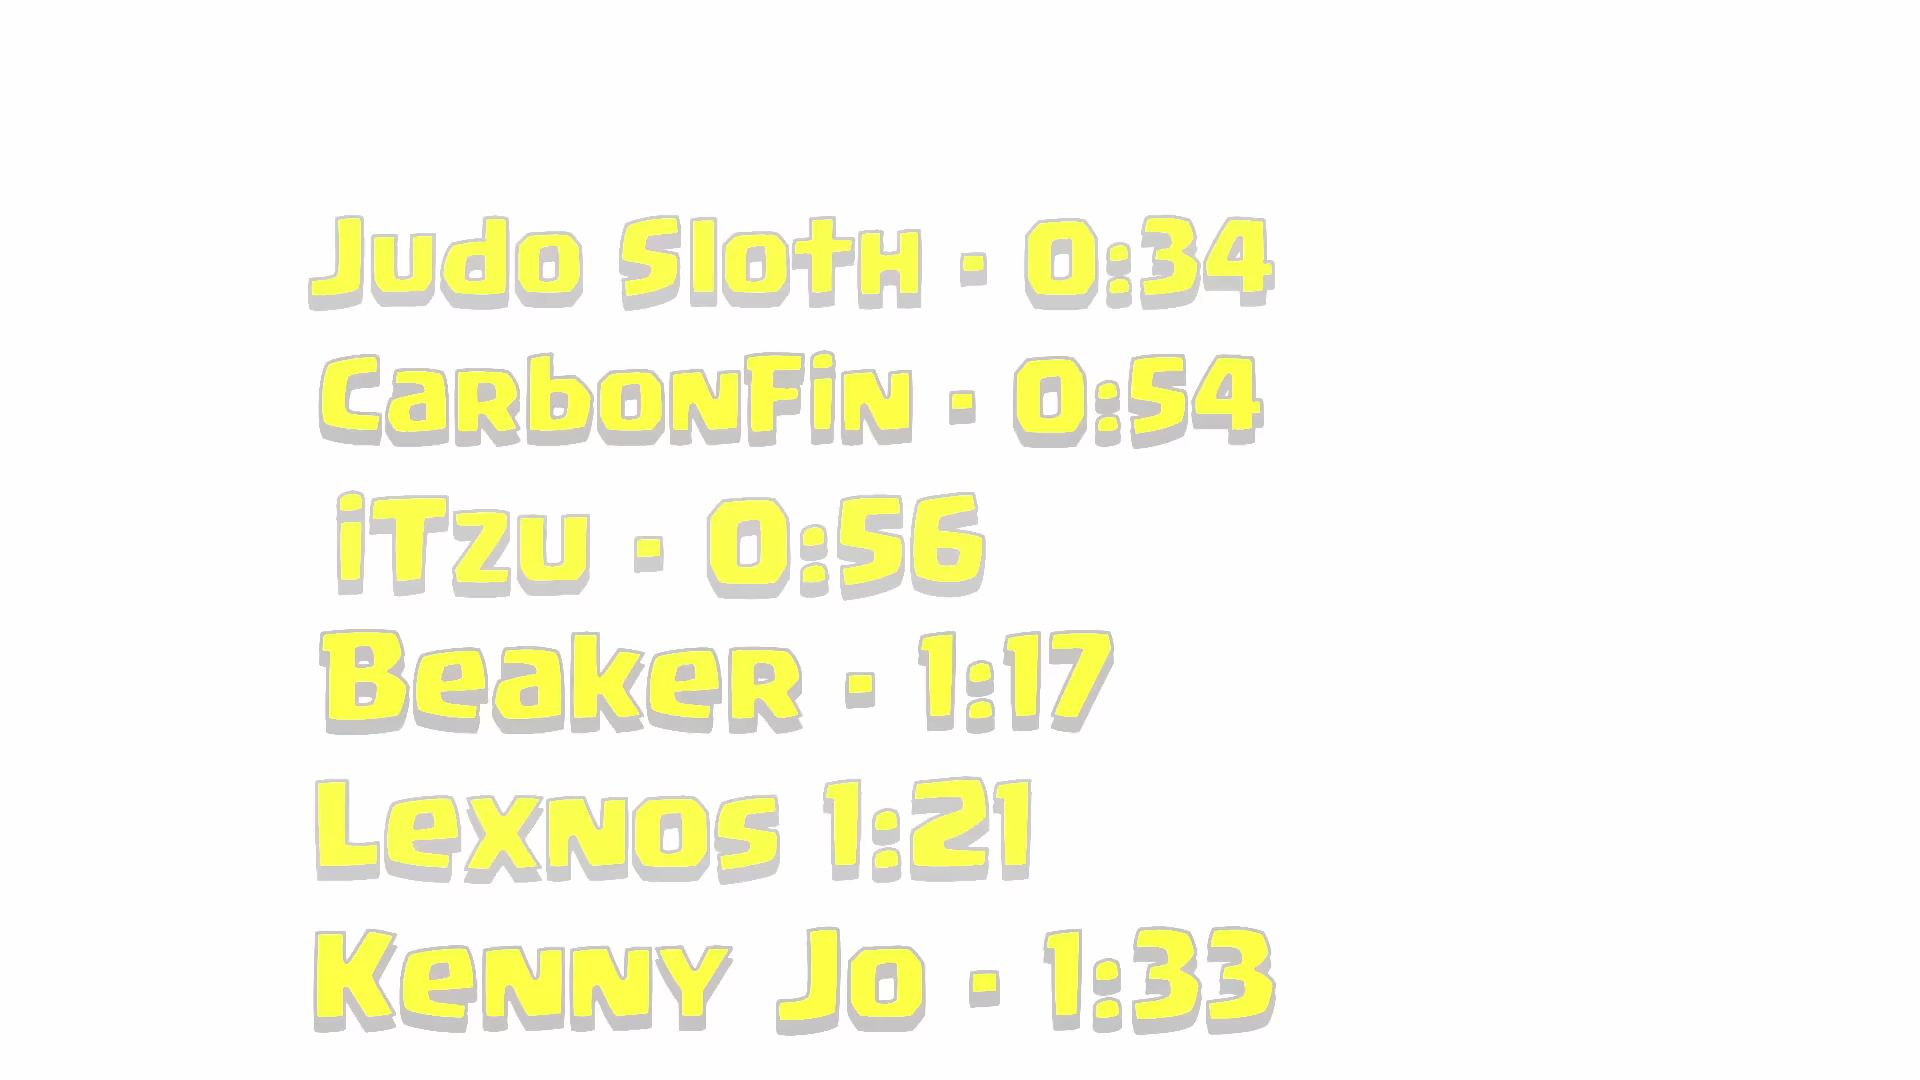 Judo Sloth - 0:34
CarbonFin - 0:54
iTzu - 0:56
Beaker - 1:17
Lexnos 1:21
Kenny Jo - 1:33